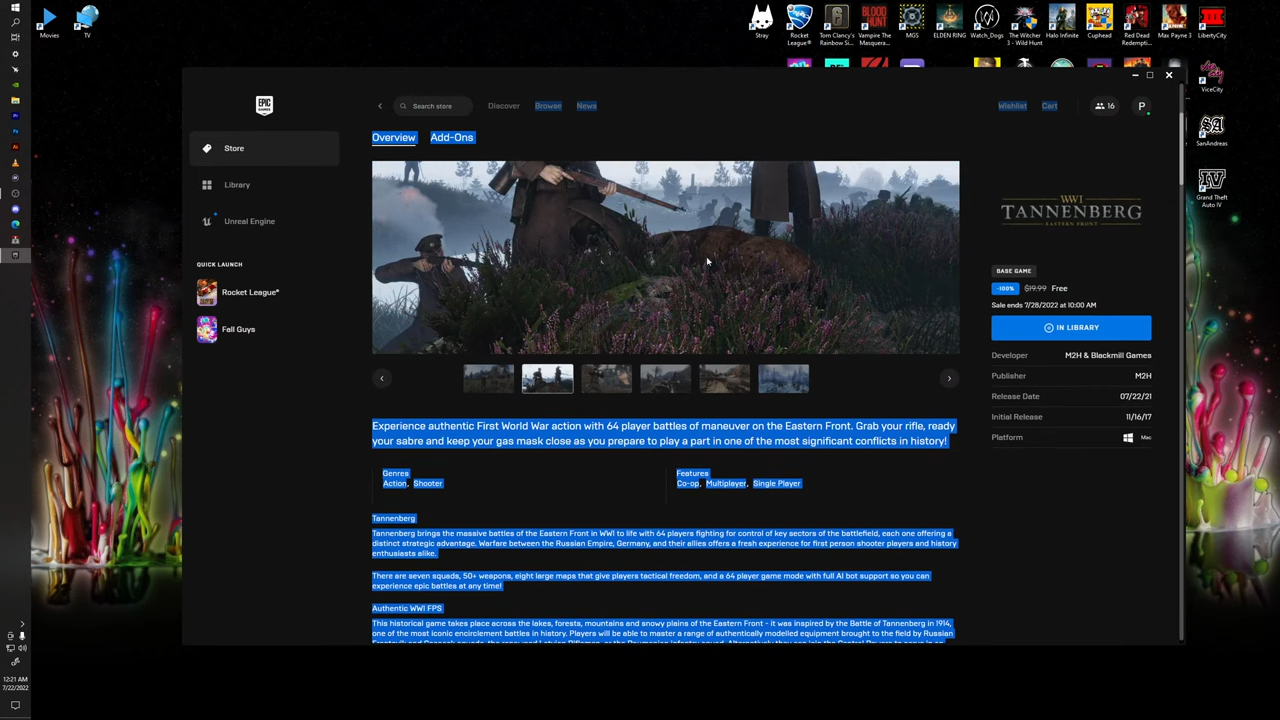 Movies
TV
Stray
Rocket
League®
Tom Clancy's
Rainbow Si...
Vampire The
Masquera...
MGS
ELDEN RING
Watch_Dogs
The Witcher
3 - Wild Hunt
Halo Infinite
Cuphead
Red Dead
Redempti...
Max Payne 3
LibertyCity
ViceCity
SanAndreas
Grand Theft
Auto IV
EPIC
GAMES
Search store
Discover
Browse
News
Wishlist
Cart
16
P
Store
Library
Unreal Engine
QUICK LAUNCH
Rocket League®
Fall Guys
Overview
Add-Ons
WWI
TANNENBERG
EASTERN FRONT
BASE GAME
-100% $19.99 Free
Sale ends 7/28/2022 at 10:00 AM
IN LIBRARY
Developer M2H & Blackmill Games
Publisher M2H
Release Date 07/22/21
Initial Release 11/16/17
Platform Mac
Experience authentic First World War action with 64 player battles of maneuver on the Eastern Front. Grab your rifle, ready
your sabre and keep your gas mask close as you prepare to play a part in one of the most significant conflicts in history!
Genres
Action, Shooter
Features
Co-op, Multiplayer, Single Player
Tannenberg
Tannenberg brings the massive battles of the Eastern Front in WWI to life with 64 players fighting for control of key sectors of the battlefield, each one offering a
distinct strategic advantage. Warfare between the Russian Empire, Germany, and their allies offers a fresh experience for first person shooter players and history
enthusiasts alike.
There are seven squads, 50+ weapons, eight large maps that give players tactical freedom, and a 64 player game mode with full AI bot support so you can
experience epic battles at any time!
Authentic WWI FPS
This historical game takes place across the lakes, forests, mountains and snowy plains of the Eastern Front - it was inspired by the Battle of Tannenberg in 1914,
one of the most iconic encirclement battles in history. Players will be able to master a range of authentically modelled equipment brought to the field by Russian
12:21 AM
7/22/2022